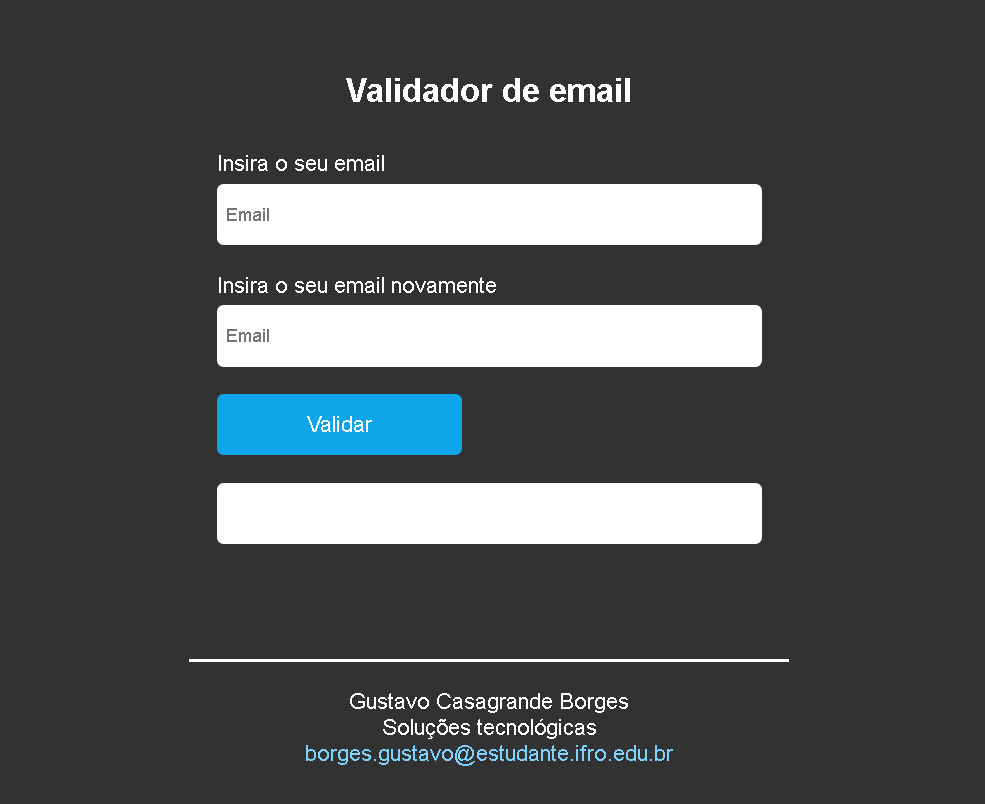 Validador de email
Insira o seu email
Email
Insira o seu email novamente
Email
Validar
Gustavo Casagrande Borges
Soluções tecnológicas
borges.gustavo@estudante.ifro.edu.br